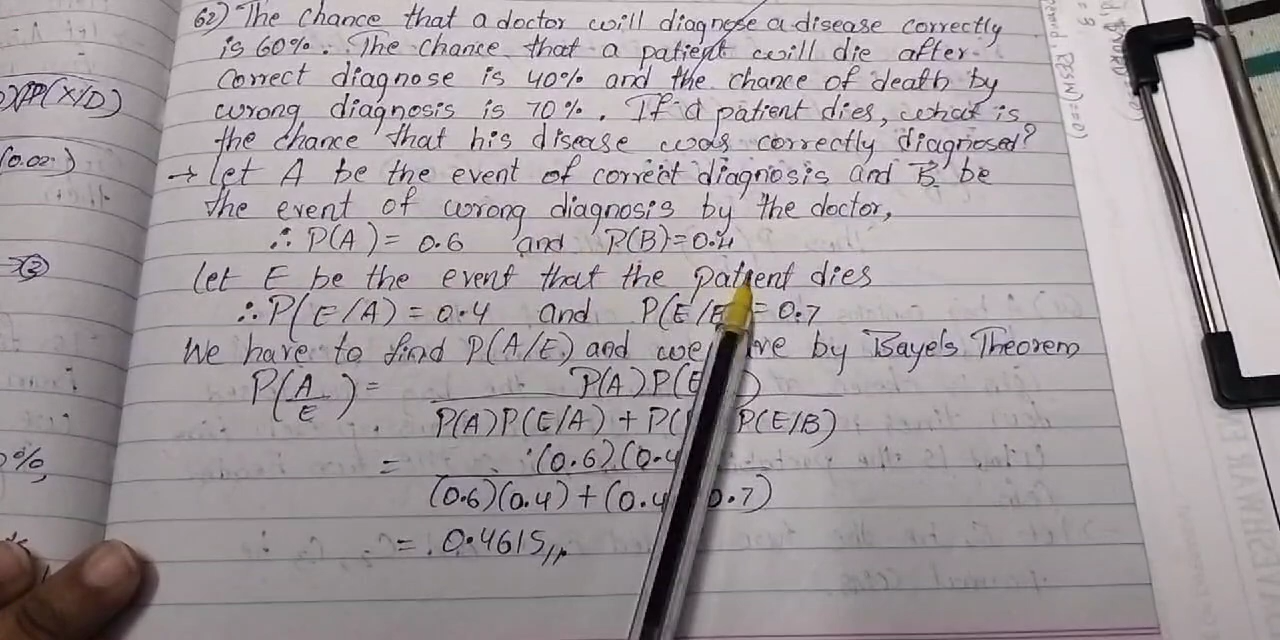 62) The chance that a doctor will diagnose a disease correctly
is 60%. The chance that a patient will die after
correct diagnose is 40% and the chance of death by
wrong diagnosis is 70%. If a patient dies, what is
the chance that his disease was correctly diagnosed?
→ Let A be the event of correct diagnosis and B be
the event of wrong diagnosis by the doctor,
∴ P(A) = 0.6 and P(B)=0.4
Let E be the event that the patient dies
∴ P(E/A) = 0.4 and P(E/ = 0.7
We have to find P(A/E) and we by Bayels Theorem
P(A/E) = P(A)P(E )
P(A)P(E/A) + P( P(E/B)
= (0.6)(0.4
(0.6)(0.4) + (0.4 0.7)
= 0.4615
)P(X/D)
(0.02)
→②
0%,